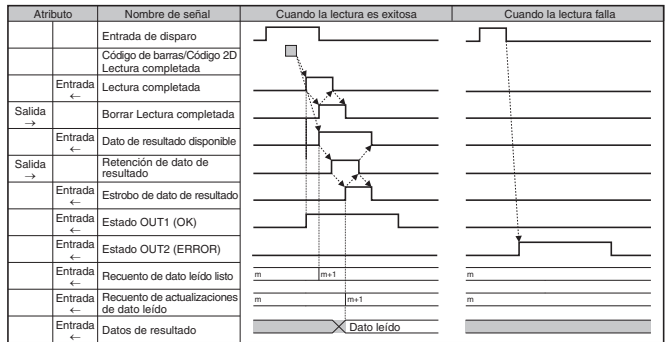 Atributo Nombre de señal Cuando la lectura es exitosa Cuando la lectura falla
Entrada de disparo
Código de barras/Código 2D
Lectura completada
Entrada ← Lectura completada
Salida → Borrar Lectura completada
Entrada ← Dato de resultado disponible
Salida → Retención de dato de
resultado
Entrada ← Estrobo de dato de resultado
Entrada ← Estado OUT1 (OK)
Entrada ← Estado OUT2 (ERROR)
Entrada ← Recuento de dato leído listo m m+1 m
Entrada ← Recuento de actualizaciones
de dato leído m m+1 m
Entrada ← Datos de resultado Dato leído